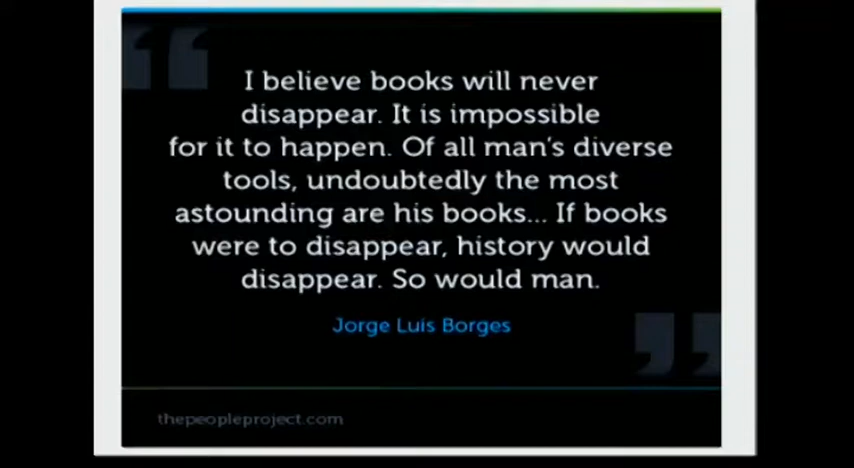 I believe books will never
disappear. It is impossible
for it to happen. Of all man's diverse
tools, undoubtedly the most
astounding are his books... If books
were to disappear, history would
disappear. So would man.
Jorge Luis Borges
thepeopleproject.com